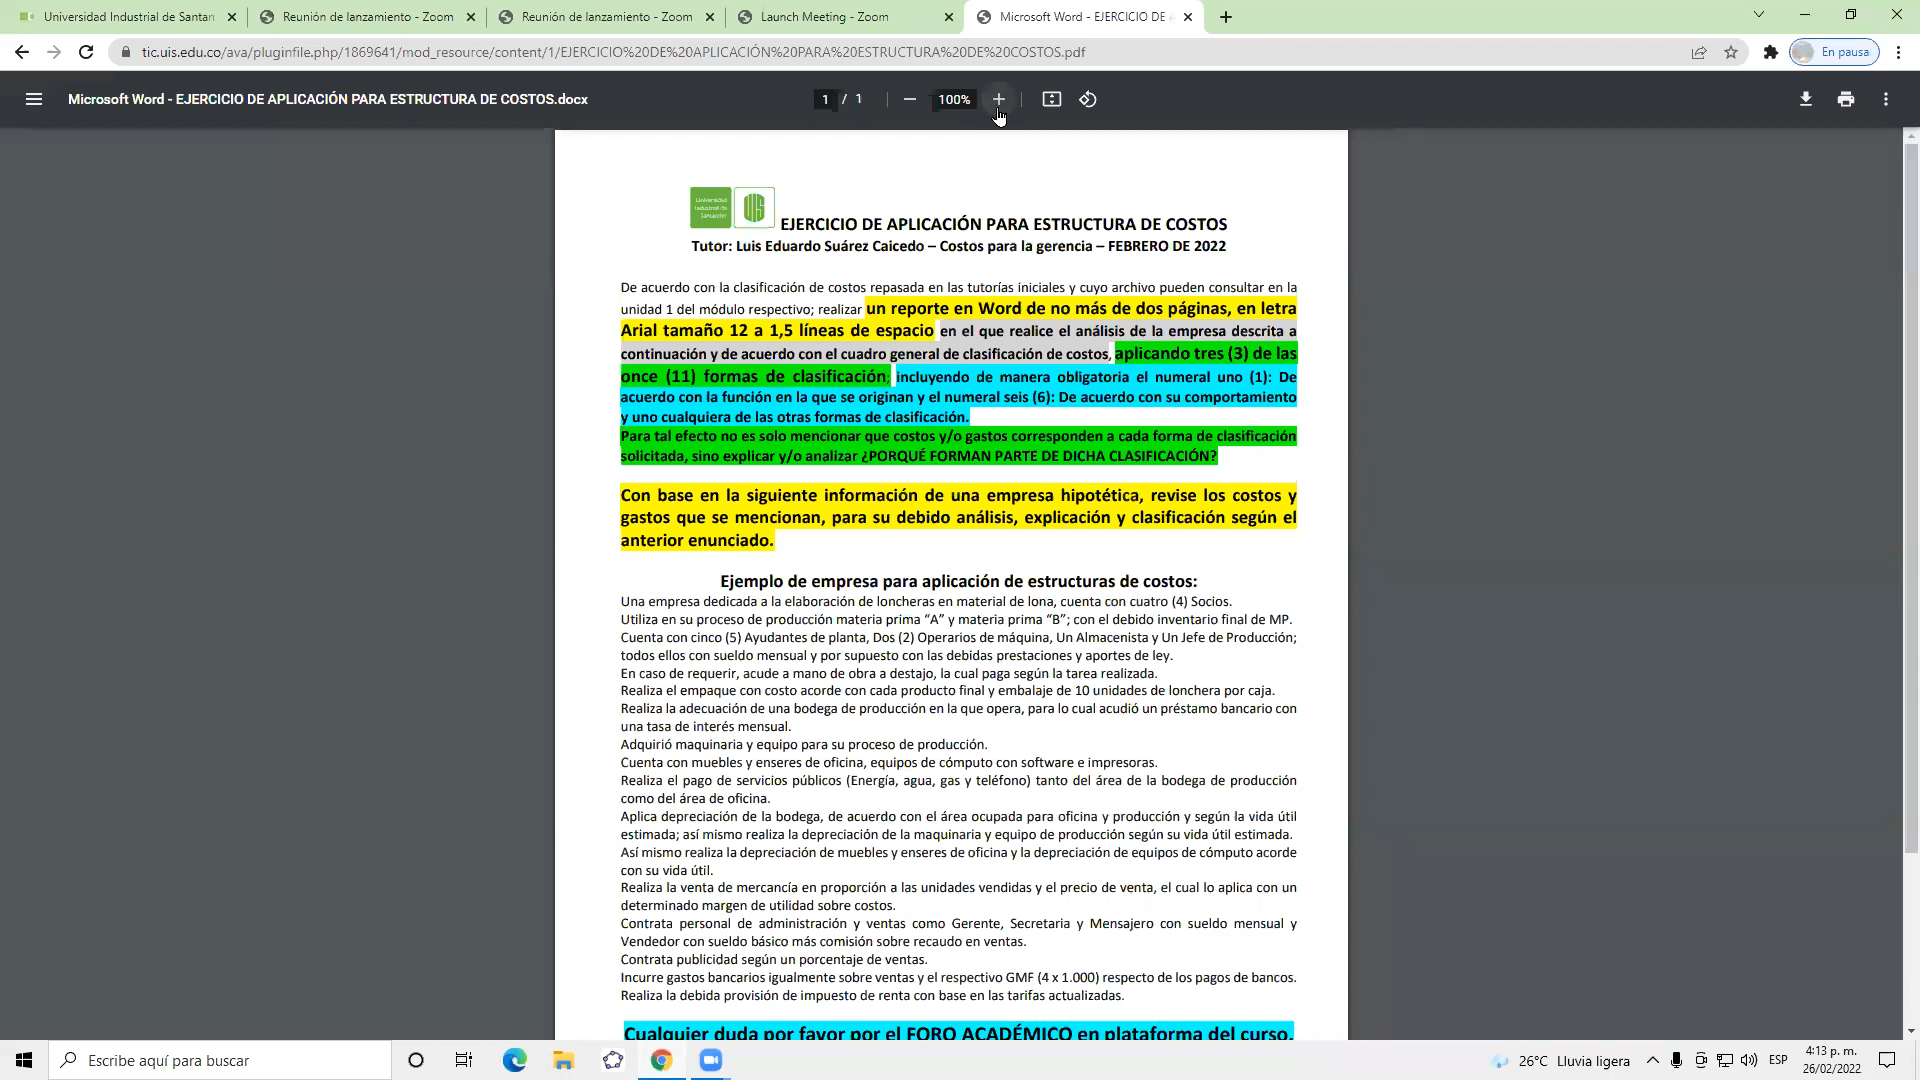 Universidad Industrial de Santan
Reunión de lanzamiento - Zoom
Reunión de lanzamiento - Zoom
Launch Meeting - Zoom
Microsoft Word - EJERCICIO DE
tic.uis.edu.co/ava/pluginfile.php/1869641/mod_resource/content/1/EJERCICIO%20DE%20APLICACIÓN%20PARA%20ESTRUCTURA%20DE%20COSTOS.pdf
En pausa
Microsoft Word - EJERCICIO DE APLICACIÓN PARA ESTRUCTURA DE COSTOS.docx
1 / 1
100%
Universidad
Industrial de
Santander
EJERCICIO DE APLICACIÓN PARA ESTRUCTURA DE COSTOS
Tutor: Luis Eduardo Suárez Caicedo – Costos para la gerencia – FEBRERO DE 2022
De acuerdo con la clasificación de costos repasada en las tutorías iniciales y cuyo archivo pueden consultar en la
unidad 1 del módulo respectivo; realizar un reporte en Word de no más de dos páginas, en letra
Arial tamaño 12 a 1,5 líneas de espacio en el que realice el análisis de la empresa descrita a
continuación y de acuerdo con el cuadro general de clasificación de costos, aplicando tres (3) de las
once (11) formas de clasificación; incluyendo de manera obligatoria el numeral uno (1): De
acuerdo con la función en la que se originan y el numeral seis (6): De acuerdo con su comportamiento
y uno cualquiera de las otras formas de clasificación.
Para tal efecto no es solo mencionar que costos y/o gastos corresponden a cada forma de clasificación
solicitada, sino explicar y/o analizar ¿PORQUÉ FORMAN PARTE DE DICHA CLASIFICACIÓN?
Con base en la siguiente información de una empresa hipotética, revise los costos y
gastos que se mencionan, para su debido análisis, explicación y clasificación según el
anterior enunciado.
Ejemplo de empresa para aplicación de estructuras de costos:
Una empresa dedicada a la elaboración de loncheras en material de lona, cuenta con cuatro (4) Socios.
Utiliza en su proceso de producción materia prima “A” y materia prima “B”; con el debido inventario final de MP.
Cuenta con cinco (5) Ayudantes de planta, Dos (2) Operarios de máquina, Un Almacenista y Un Jefe de Producción;
todos ellos con sueldo mensual y por supuesto con las debidas prestaciones y aportes de ley.
En caso de requerir, acude a mano de obra a destajo, la cual paga según la tarea realizada.
Realiza el empaque con costo acorde con cada producto final y embalaje de 10 unidades de lonchera por caja.
Realiza la adecuación de una bodega de producción en la que opera, para lo cual acudió un préstamo bancario con
una tasa de interés mensual.
Adquirió maquinaria y equipo para su proceso de producción.
Cuenta con muebles y enseres de oficina, equipos de cómputo con software e impresoras.
Realiza el pago de servicios públicos (Energía, agua, gas y teléfono) tanto del área de la bodega de producción
como del área de oficina.
Aplica depreciación de la bodega, de acuerdo con el área ocupada para oficina y producción y según la vida útil
estimada; así mismo realiza la depreciación de la maquinaria y equipo de producción según su vida útil estimada.
Así mismo realiza la depreciación de muebles y enseres de oficina y la depreciación de equipos de cómputo acorde
con su vida útil.
Realiza la venta de mercancía en proporción a las unidades vendidas y el precio de venta, el cual lo aplica con un
determinado margen de utilidad sobre costos.
Contrata personal de administración y ventas como Gerente, Secretaria y Mensajero con sueldo mensual y
Vendedor con sueldo básico más comisión sobre recaudo en ventas.
Contrata publicidad según un porcentaje de ventas.
Incurre gastos bancarios igualmente sobre ventas y el respectivo GMF (4 x 1.000) respecto de los pagos de bancos.
Realiza la debida provisión de impuesto de renta con base en las tarifas actualizadas.
Cualquier duda por favor por el FORO ACADÉMICO en plataforma del curso.
Escribe aquí para buscar
26°C Lluvia ligera
ESP
4:13 p. m.
26/02/2022